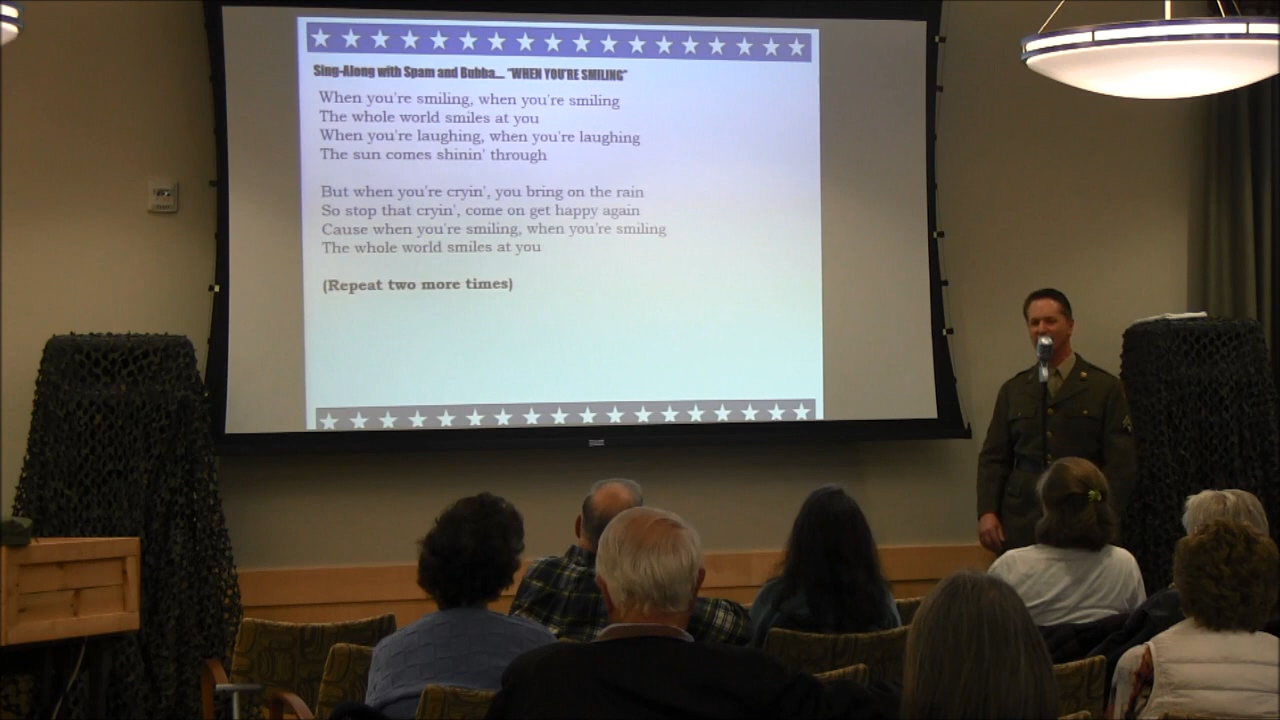 Sing-Along with Spam and Bubba... "WHEN YOU'RE SMILING"
When you're smiling, when you're smiling
The whole world smiles at you
When you're laughing, when you're laughing
The sun comes shinin' through
But when you're cryin', you bring on the rain
So stop that cryin', come on get happy again
Cause when you're smiling, when you're smiling
The whole world smiles at you
(Repeat two more times)